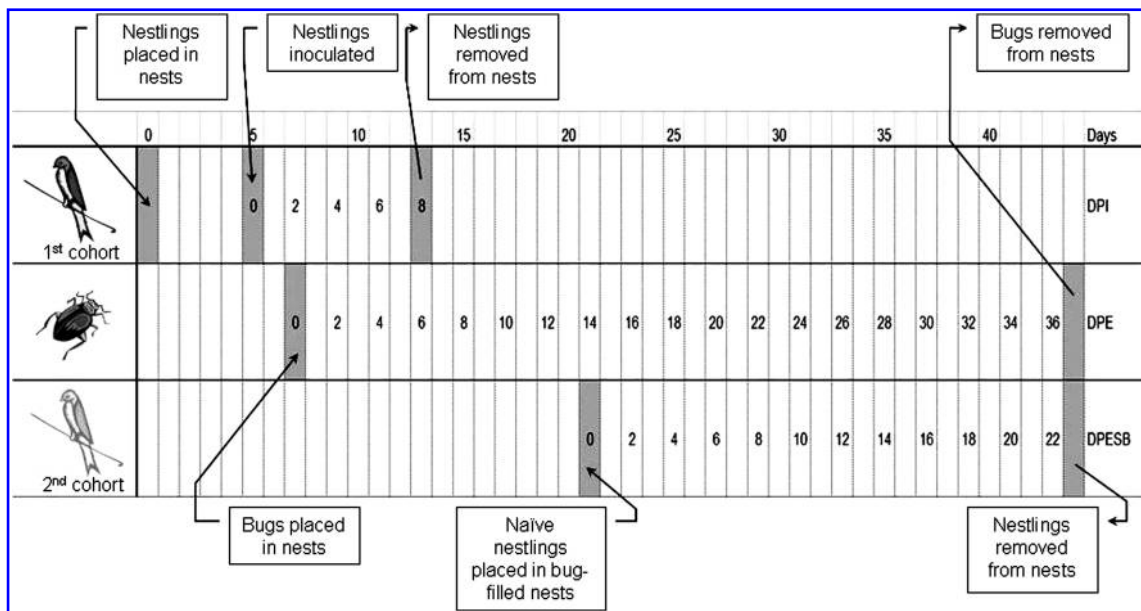 Nestlings
placed in
nests
Nestlings
inoculated
Nestlings
removed
from nests
Bugs removed
from nests
0 5 10 15 20 25 30 35 40 Days
0 2 4 6 8 DPI
1st cohort
0 2 4 6 8 10 12 14 16 18 20 22 24 26 28 30 32 34 36 DPE
0 2 4 6 8 10 12 14 16 18 20 22 DPESB
2nd cohort
Bugs placed
in nests
Naïve
nestlings
placed in bug-
filled nests
Nestlings
removed
from nests